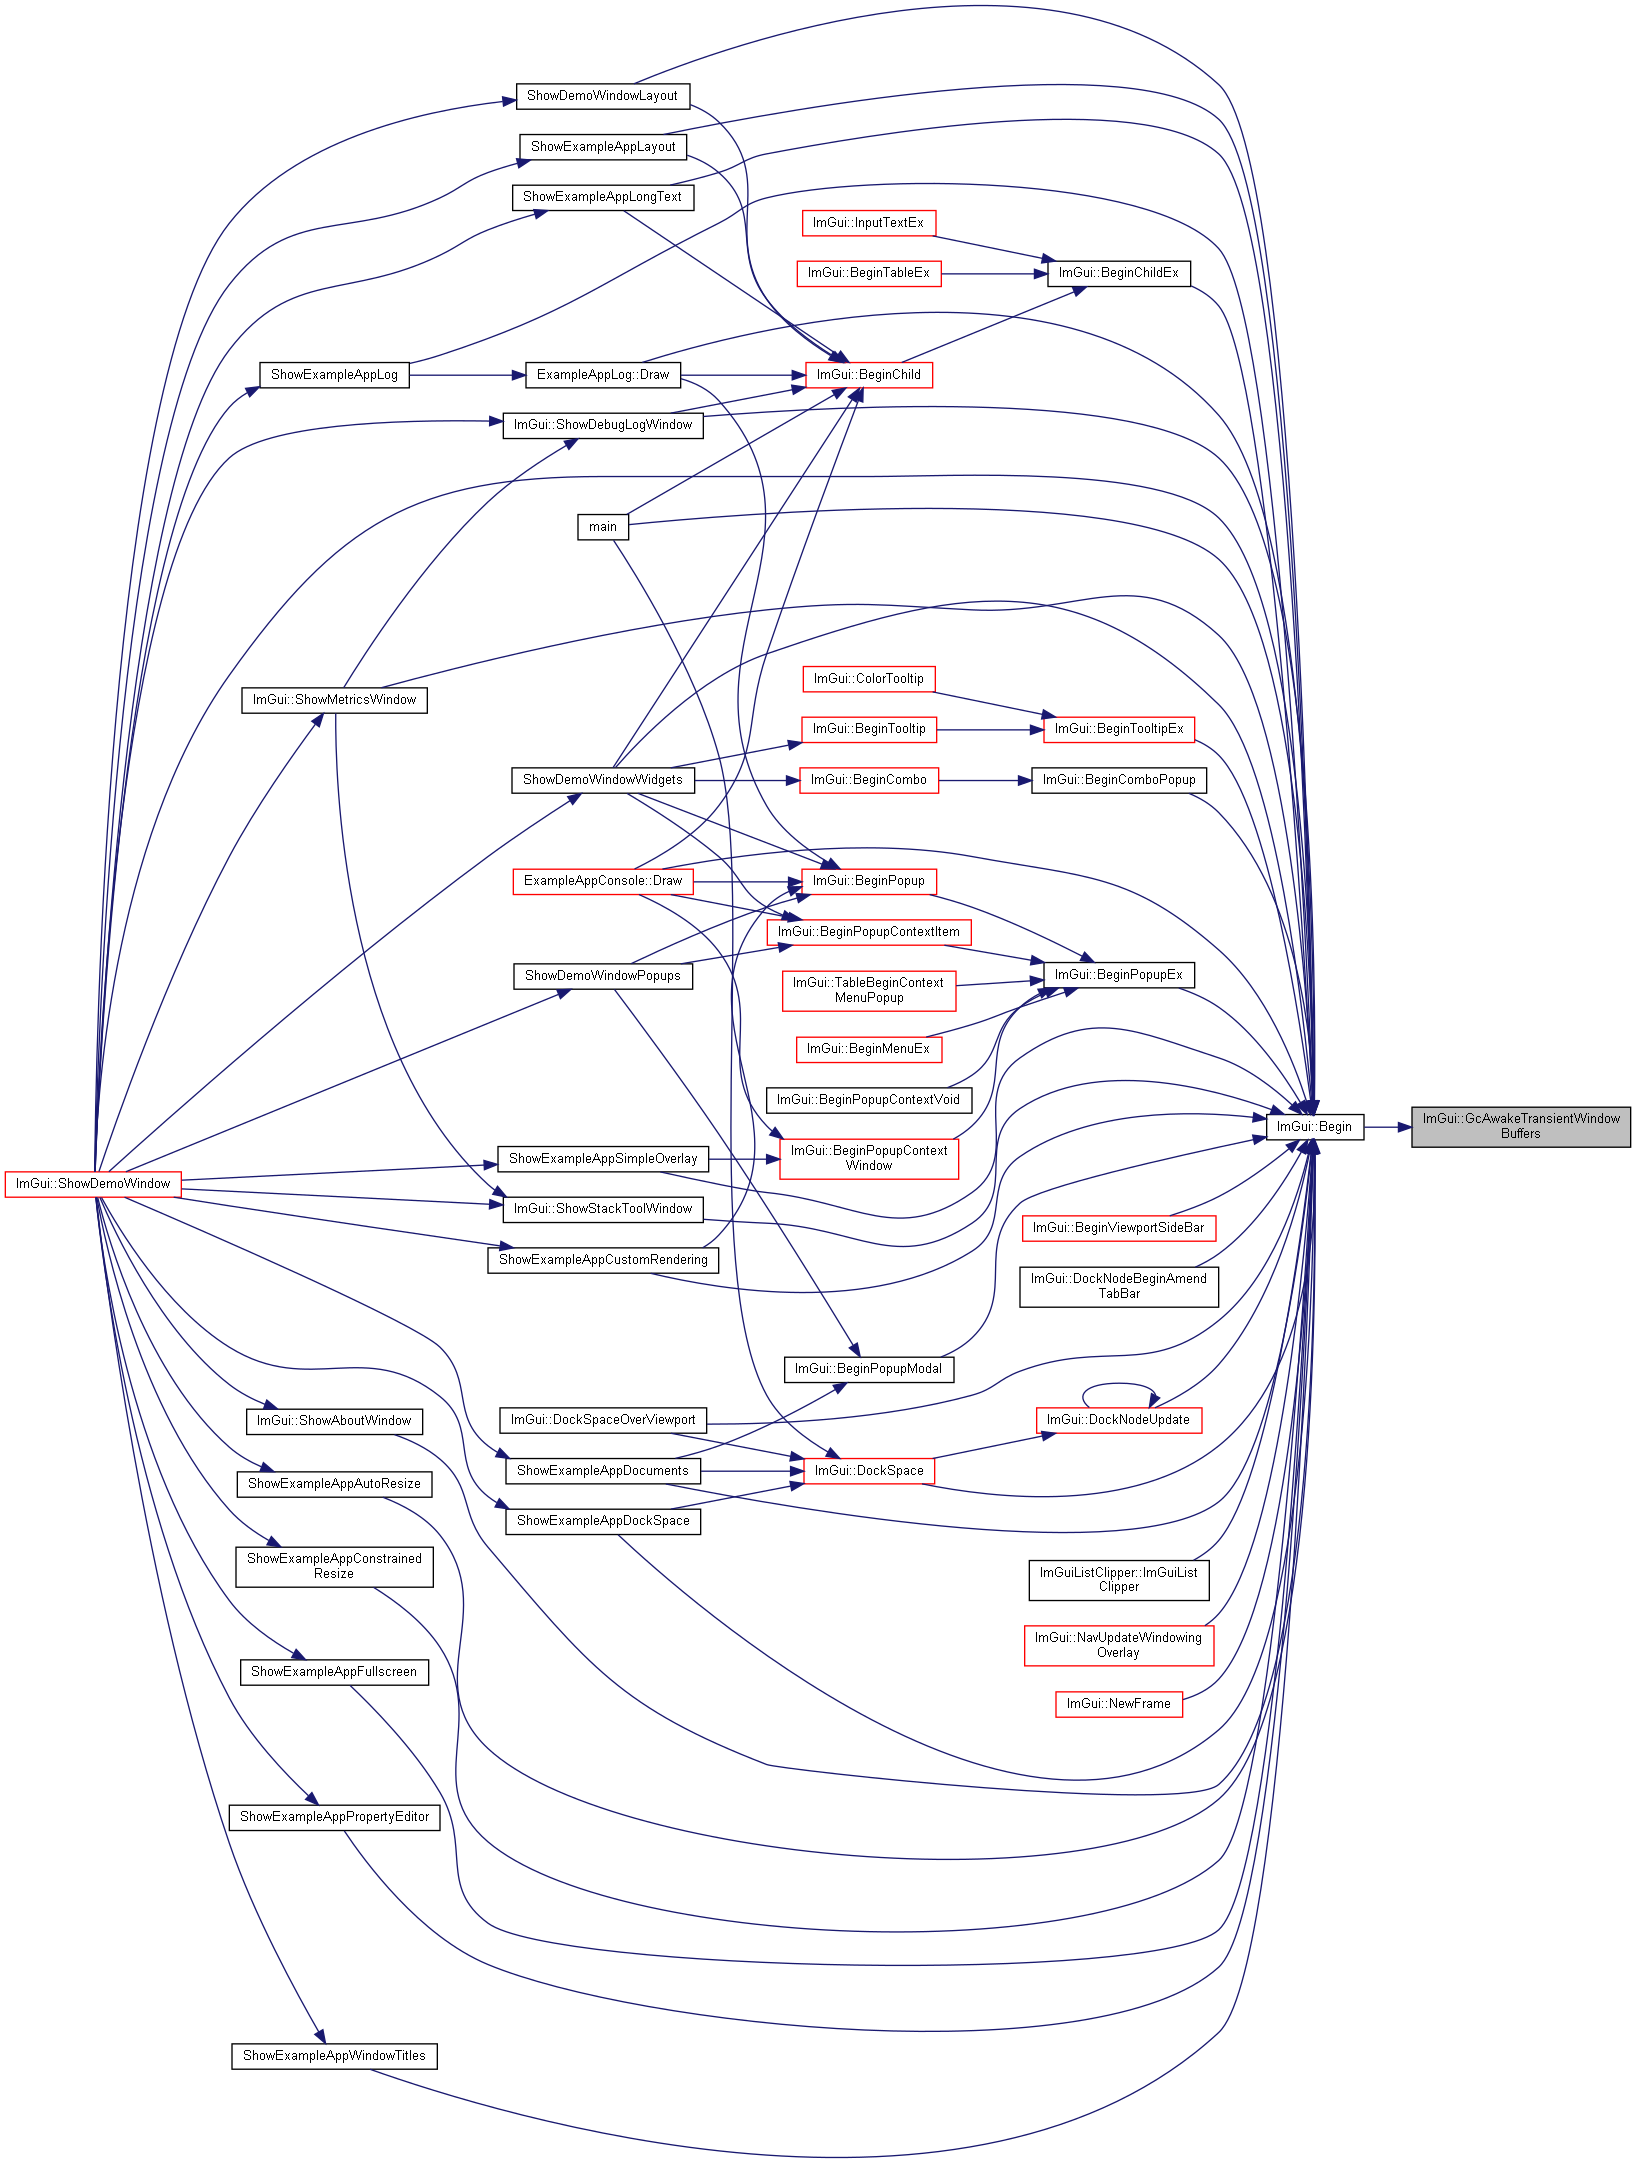 ShowDemoWindowLayout
ShowExampleAppLayout
ShowExampleAppLongText
ImGui::InputTextEx
ImGui::BeginTableEx
ImGui::BeginChildEx
ShowExampleAppLog
ExampleAppLog::Draw
ImGui::BeginChild
ImGui::ShowDebugLogWindow
main
ImGui::ColorTooltip
ImGui::ShowMetricsWindow
ImGui::BeginTooltip
ImGui::BeginTooltipEx
ShowDemoWindowWidgets
ImGui::BeginCombo
ImGui::BeginComboPopup
ExampleAppConsole::Draw
ImGui::BeginPopup
ImGui::BeginPopupContextItem
ShowDemoWindowPopups
ImGui::BeginPopupEx
ImGui::TableBeginContext
MenuPopup
ImGui::BeginMenuEx
ImGui::BeginPopupContextVoid
ImGui::Begin
ImGui::GcAwakeTransientWindow
Buffers
ShowExampleAppSimpleOverlay
ImGui::BeginPopupContext
Window
ImGui::ShowDemoWindow
ImGui::ShowStackToolWindow
ImGui::BeginViewportSideBar
ShowExampleAppCustomRendering
ImGui::DockNodeBeginAmend
TabBar
ImGui::BeginPopupModal
ImGui::ShowAboutWindow
ImGui::DockSpaceOverViewport
ImGui::DockNodeUpdate
ShowExampleAppDocuments
ImGui::DockSpace
ShowExampleAppAutoResize
ShowExampleAppDockSpace
ShowExampleAppConstrained
Resize
ImGuiListClipper::ImGuiList
Clipper
ImGui::NavUpdateWindowing
Overlay
ShowExampleAppFullscreen
ImGui::NewFrame
ShowExampleAppPropertyEditor
ShowExampleAppWindowTitles